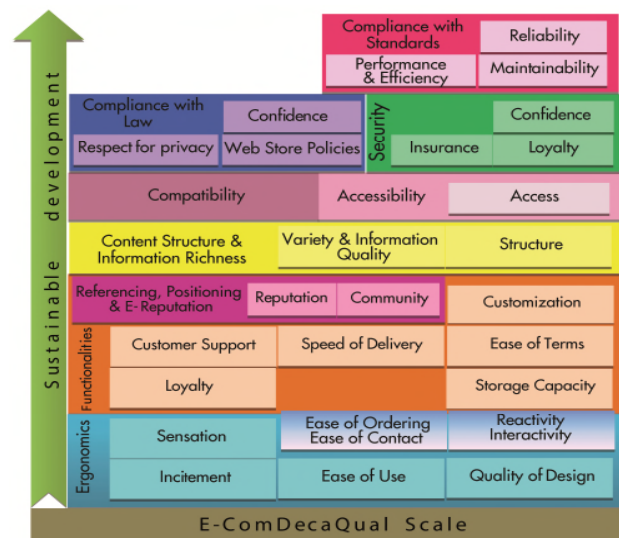 Compliance with
Standards
Reliability
Performance
& Efficiency
Maintainability
Compliance with
Law
Confidence
Respect for privacy
Web Store Policies
Security
Confidence
Insurance
Loyalty
Compatibility
Accessibility
Access
Content Structure &
Information Richness
Variety & Information
Quality
Structure
Referencing, Positioning
& E-Reputation
Reputation
Community
Customization
Functionalities
Customer Support
Speed of Delivery
Ease of Terms
Loyalty
Storage Capacity
Ergonomics
Sensation
Ease of Ordering
Ease of Contact
Reactivity
Interactivity
Incitement
Ease of Use
Quality of Design
Sustainable development
E-ComDecaQual Scale